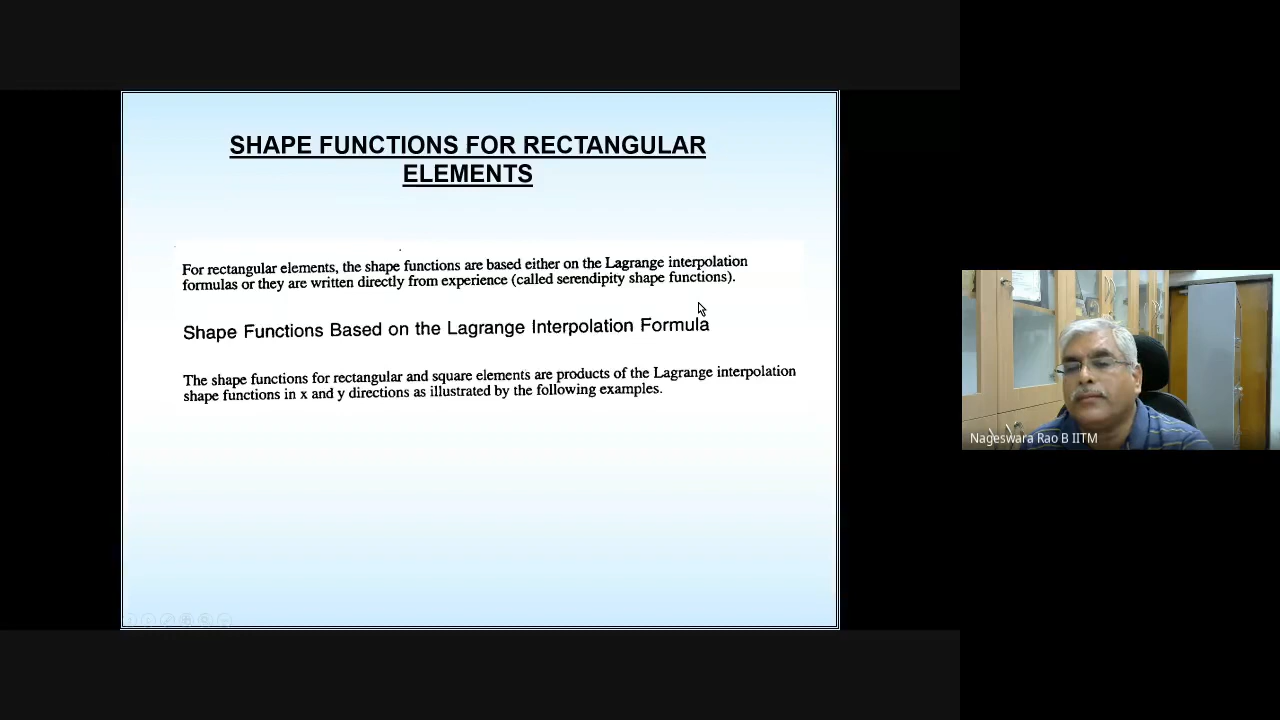 SHAPE FUNCTIONS FOR RECTANGULAR
ELEMENTS
For rectangular elements, the shape functions are based either on the Lagrange interpolation
formulas or they are written directly from experience (called serendipity shape functions).
Shape Functions Based on the Lagrange Interpolation Formula
The shape functions for rectangular and square elements are products of the Lagrange interpolation
shape functions in x and y directions as illustrated by the following examples.
Nageswara Rao B IITM